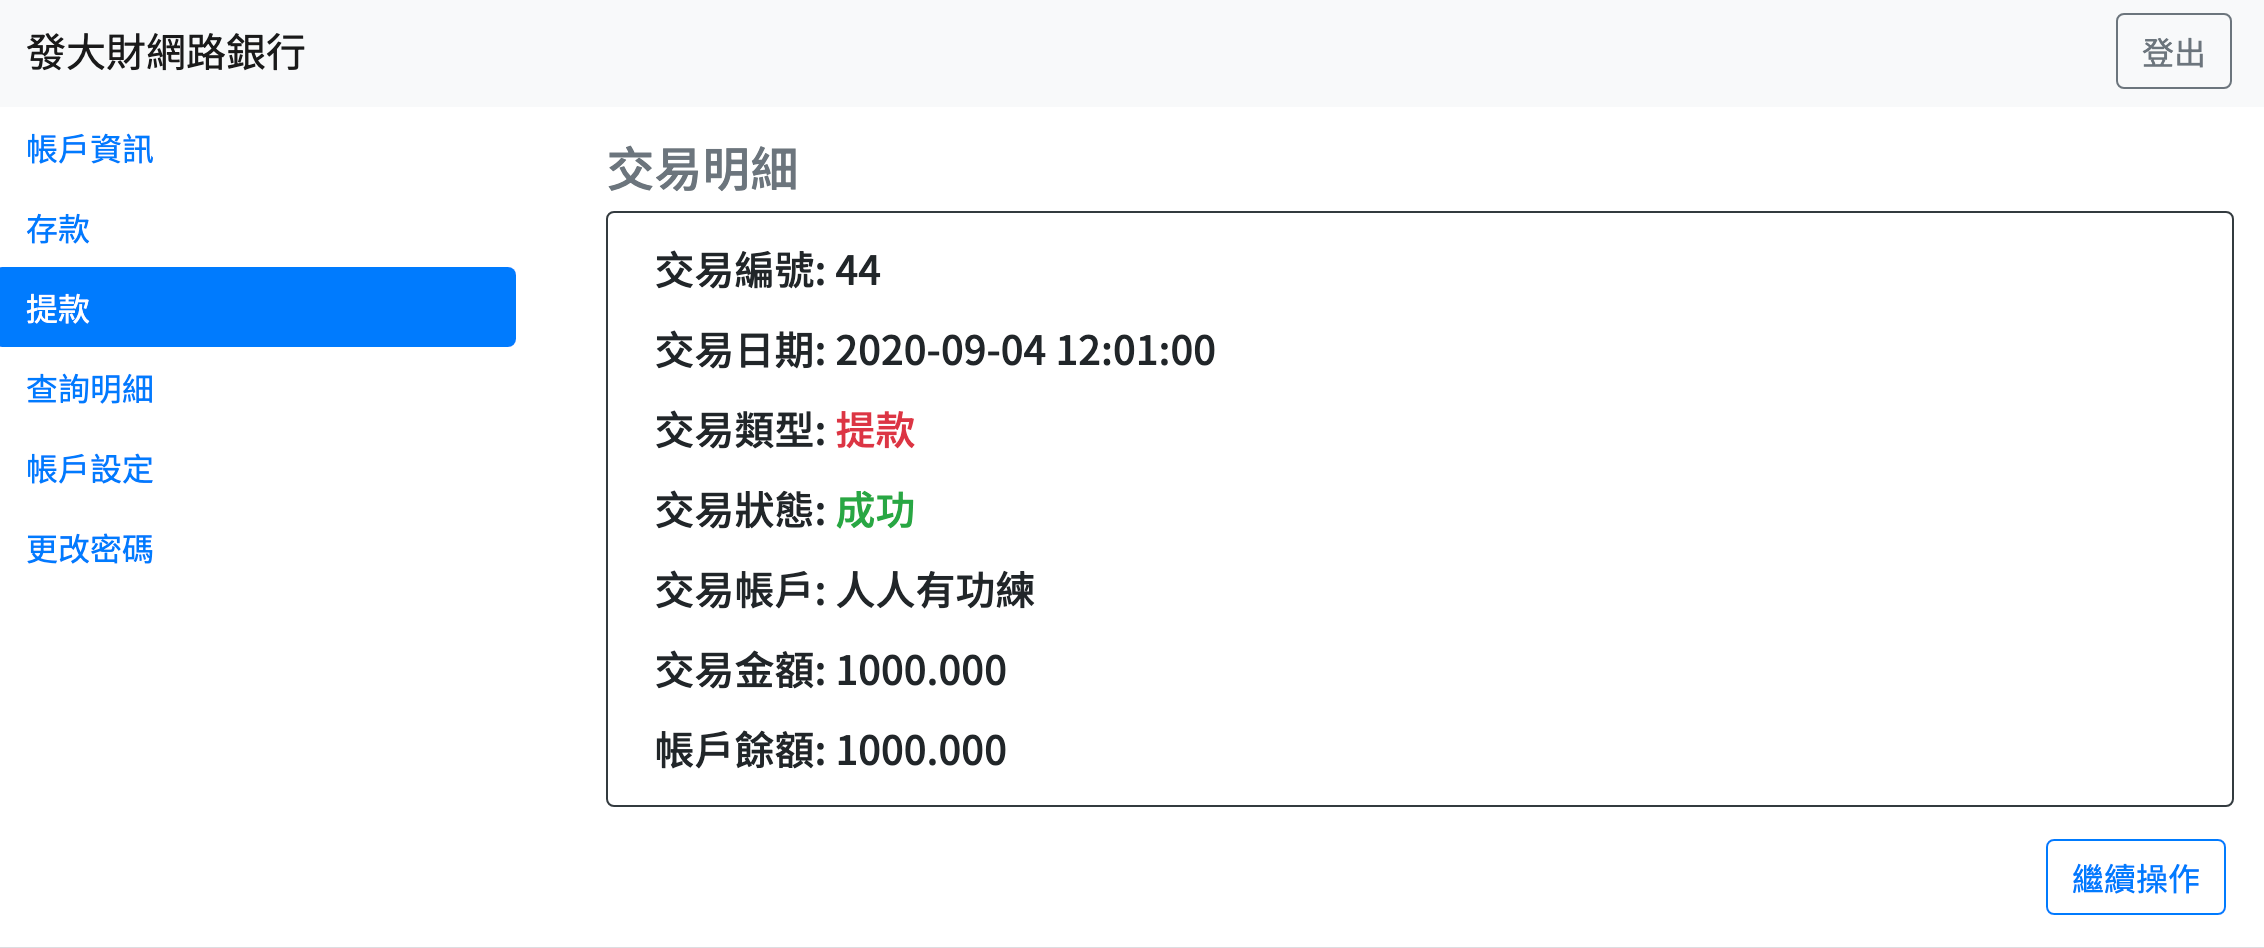 發大財網路銀行
登出
帳戶資訊
存款
提款
查詢明細
帳戶設定
更改密碼
交易明細
交易編號: 44
交易日期: 2020-09-04 12:01:00
交易類型: 提款
交易狀態: 成功
交易帳戶: 人人有功練
交易金額: 1000.000
帳戶餘額: 1000.000
繼續操作